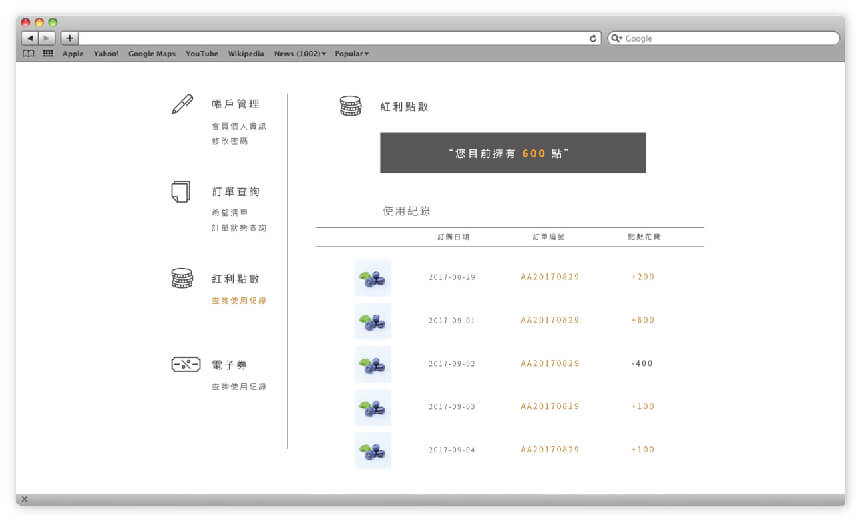 Google
Apple Yahoo! Google Maps YouTube Wikipedia News (1002)▾ Popular▾
帳戶管理
會員個人資訊
修改密碼
訂單查詢
希望清單
訂單狀態查詢
紅利點數
查詢使用紀錄
電子券
查詢使用紀錄
紅利點數
"您目前擁有 600 點"
使用記錄
訂購日期 訂單編號 點數花費
2017-08-29 AA20170829 +200
2017-09-01 AA20170829 +600
2017-09-02 AA20170829 -400
2017-09-03 AA20170829 +100
2017-09-04 AA20170829 +100